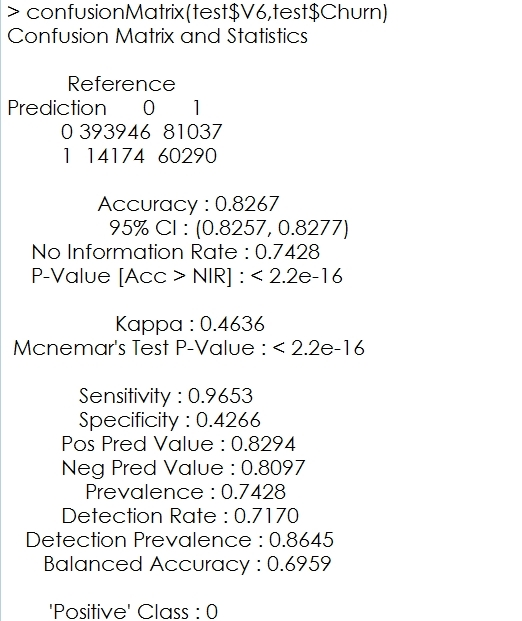 > confusionMatrix(test$V6,test$Churn)
Confusion Matrix and Statistics
Reference
Prediction 0 1
0 393946 81037
1 14174 60290
Accuracy : 0.8267
95% CI : (0.8257, 0.8277)
No Information Rate : 0.7428
P-Value [Acc > NIR] : < 2.2e-16
Kappa : 0.4636
Mcnemar's Test P-Value : < 2.2e-16
Sensitivity : 0.9653
Specificity : 0.4266
Pos Pred Value : 0.8294
Neg Pred Value : 0.8097
Prevalence : 0.7428
Detection Rate : 0.7170
Detection Prevalence : 0.8645
Balanced Accuracy : 0.6959
'Positive' Class : 0